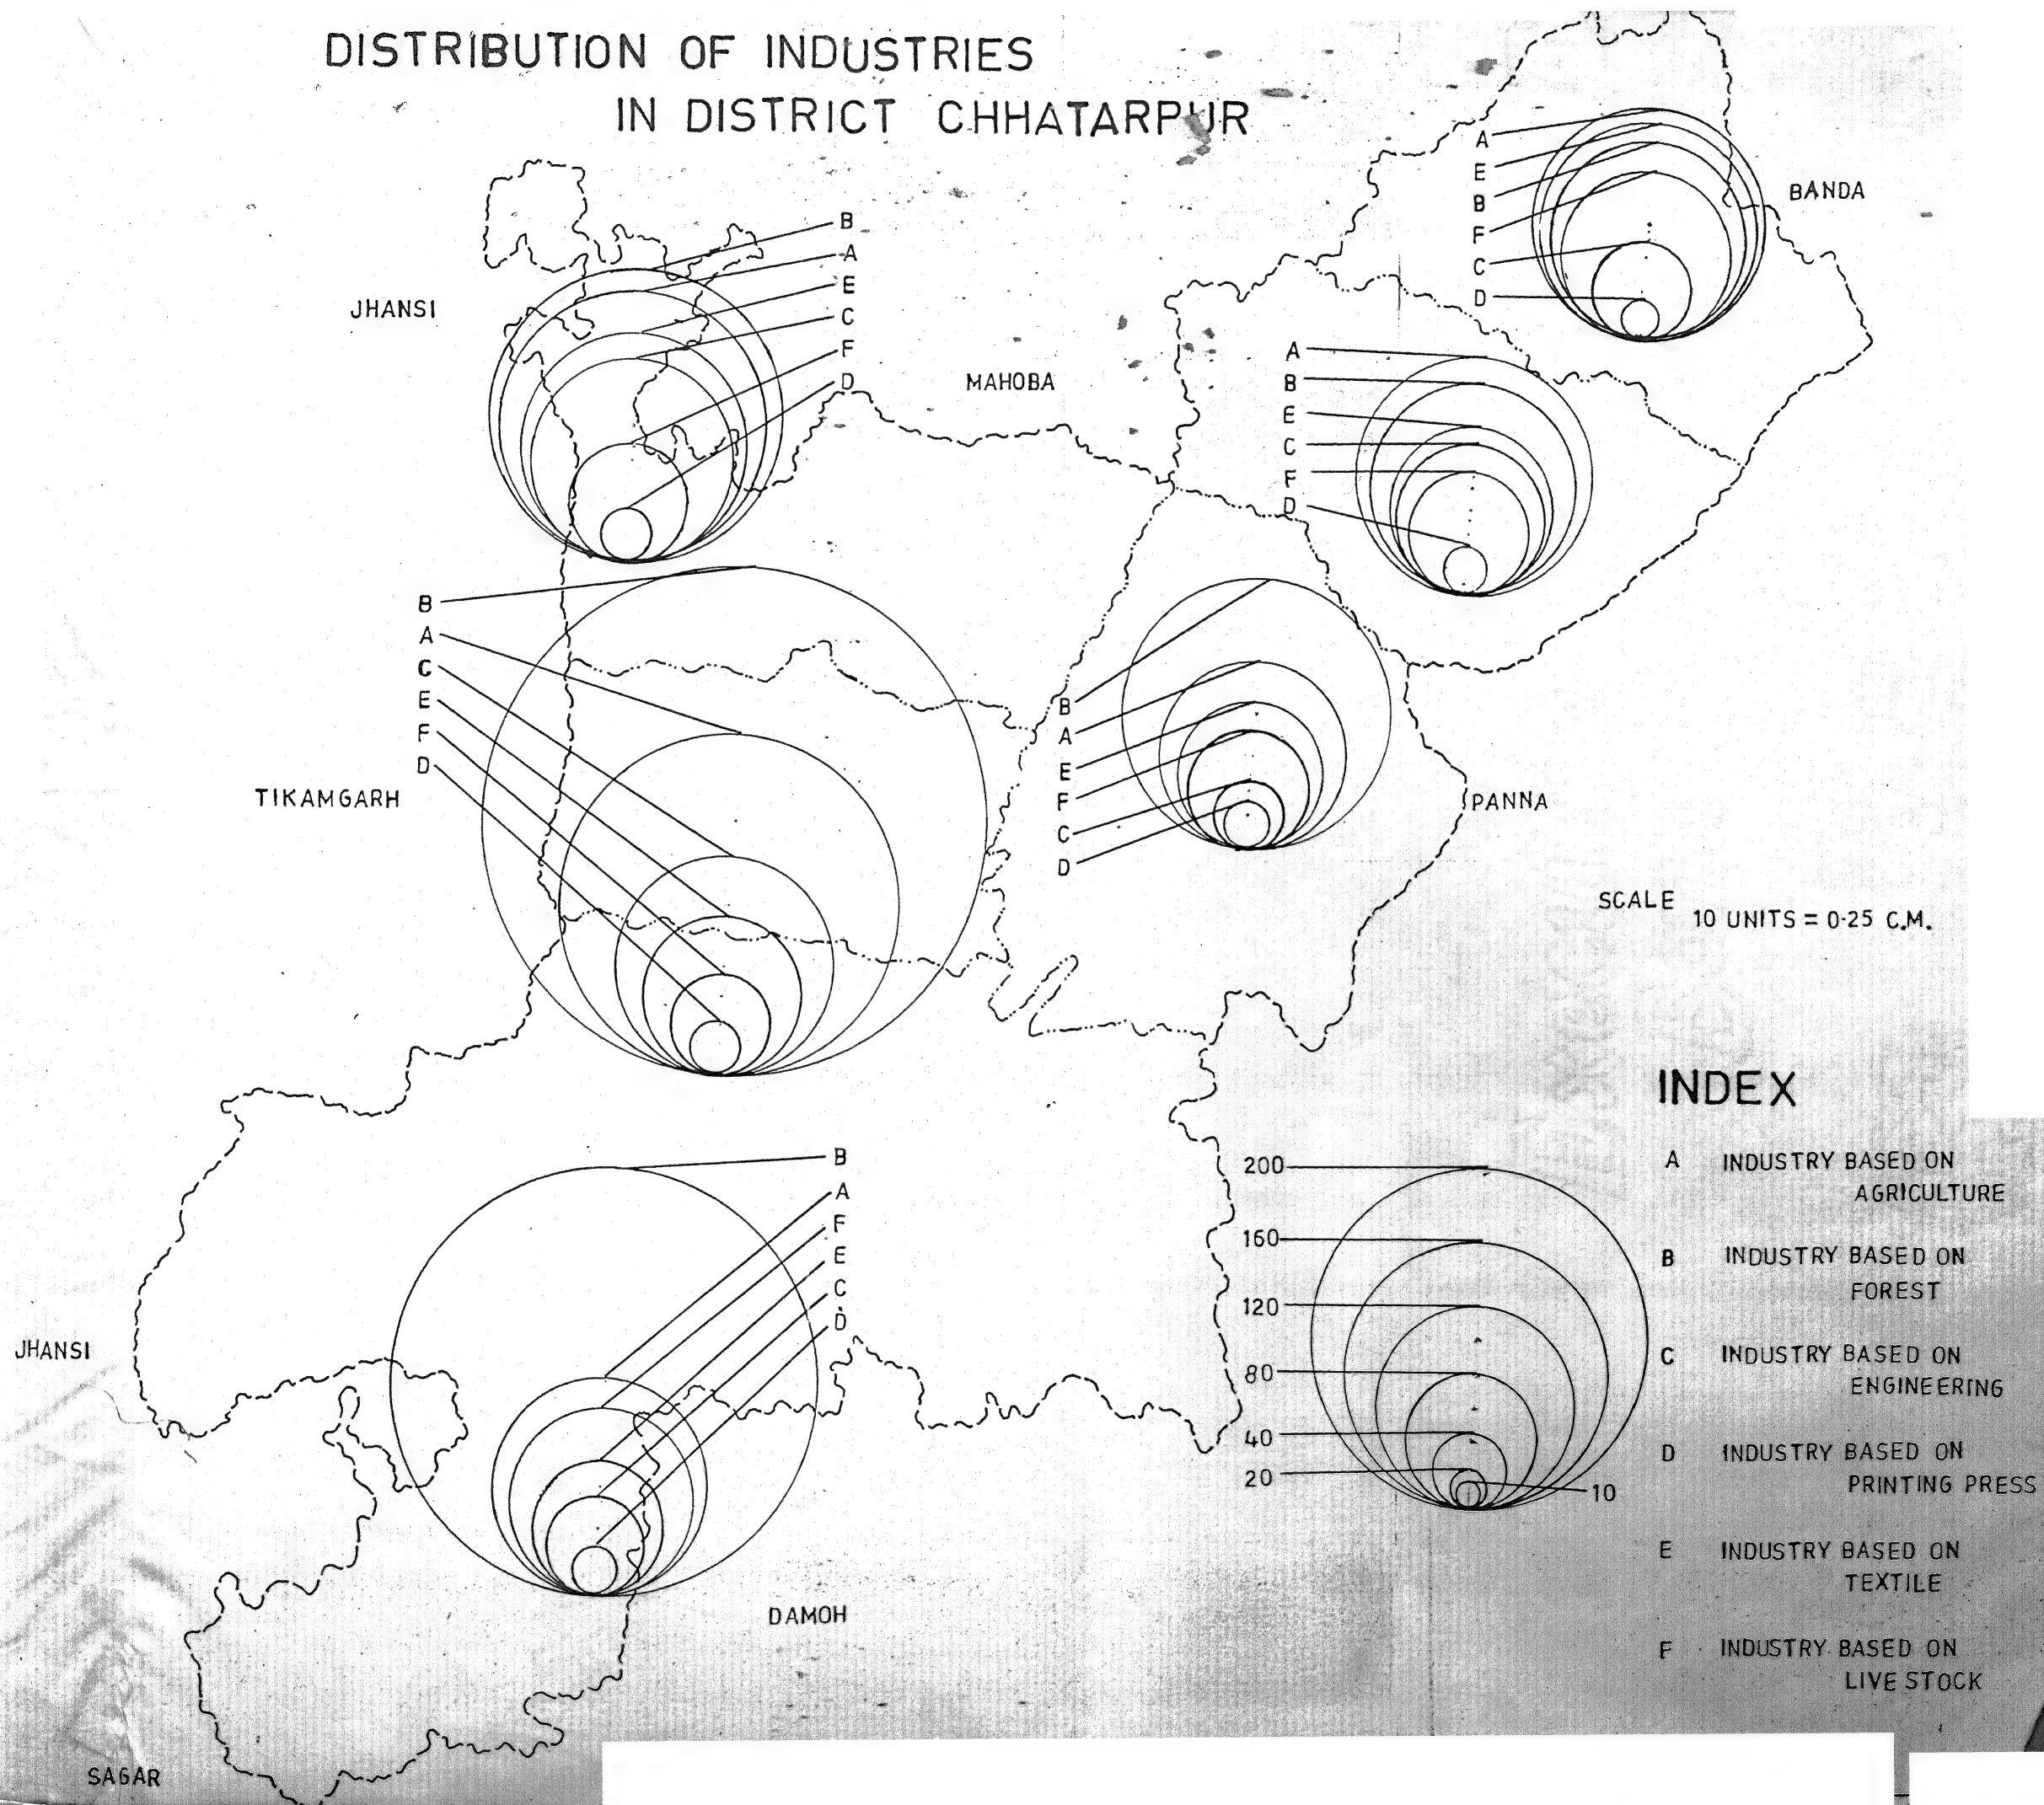 DISTRIBUTION OF INDUSTRIES
IN DISTRICT CHHATARPUR
A
E
B
F
C
D
BANDA
B
A
E
C
F
D
JHANSI
MAHOBA
A
B
E
C
F
D
B
A
C
E
F
D
TIKAMGARH
B
A
E
F
C
D
PANNA
SCALE
10 UNITS = 0.25 C.M.
B
A
F
E
C
D
JHANSI
DAMOH
SAGAR
INDEX
200
160
120
80
40
20
10
A INDUSTRY BASED ON
AGRICULTURE
B INDUSTRY BASED ON
FOREST
C INDUSTRY BASED ON
ENGINEERING
D INDUSTRY BASED ON
PRINTING PRESS
E INDUSTRY BASED ON
TEXTILE
F INDUSTRY BASED ON
LIVE STOCK